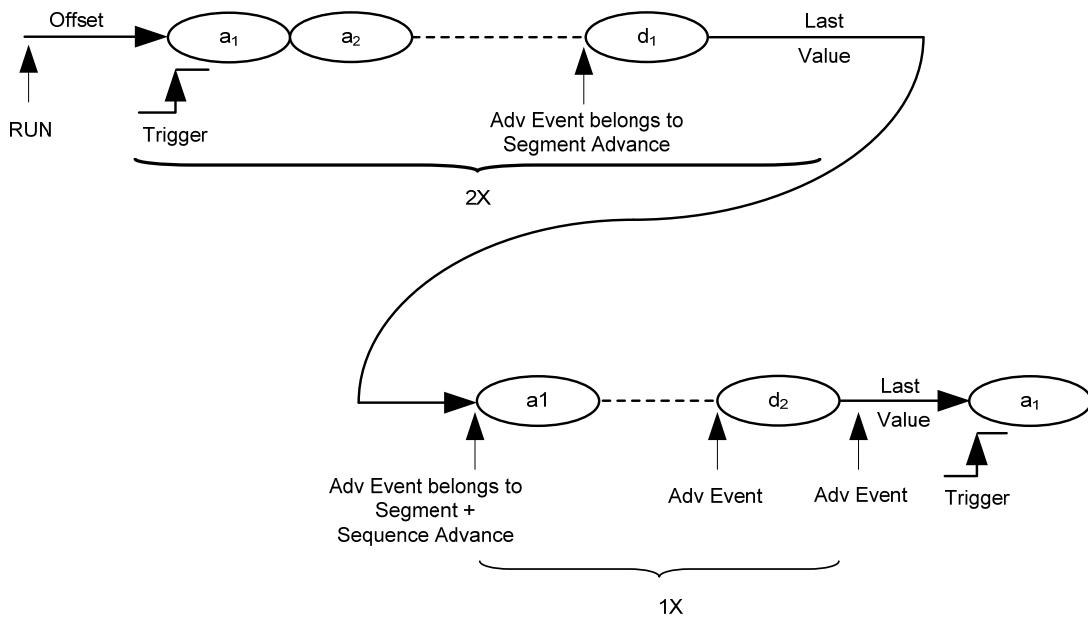 Offset
a₁
a₂
d₁
Last
Value
RUN
Trigger
Adv Event belongs to
Segment Advance
2X
a1
d₂
Last
Value
a₁
Adv Event belongs to
Segment +
Sequence Advance
Adv Event
Adv Event
Trigger
1X